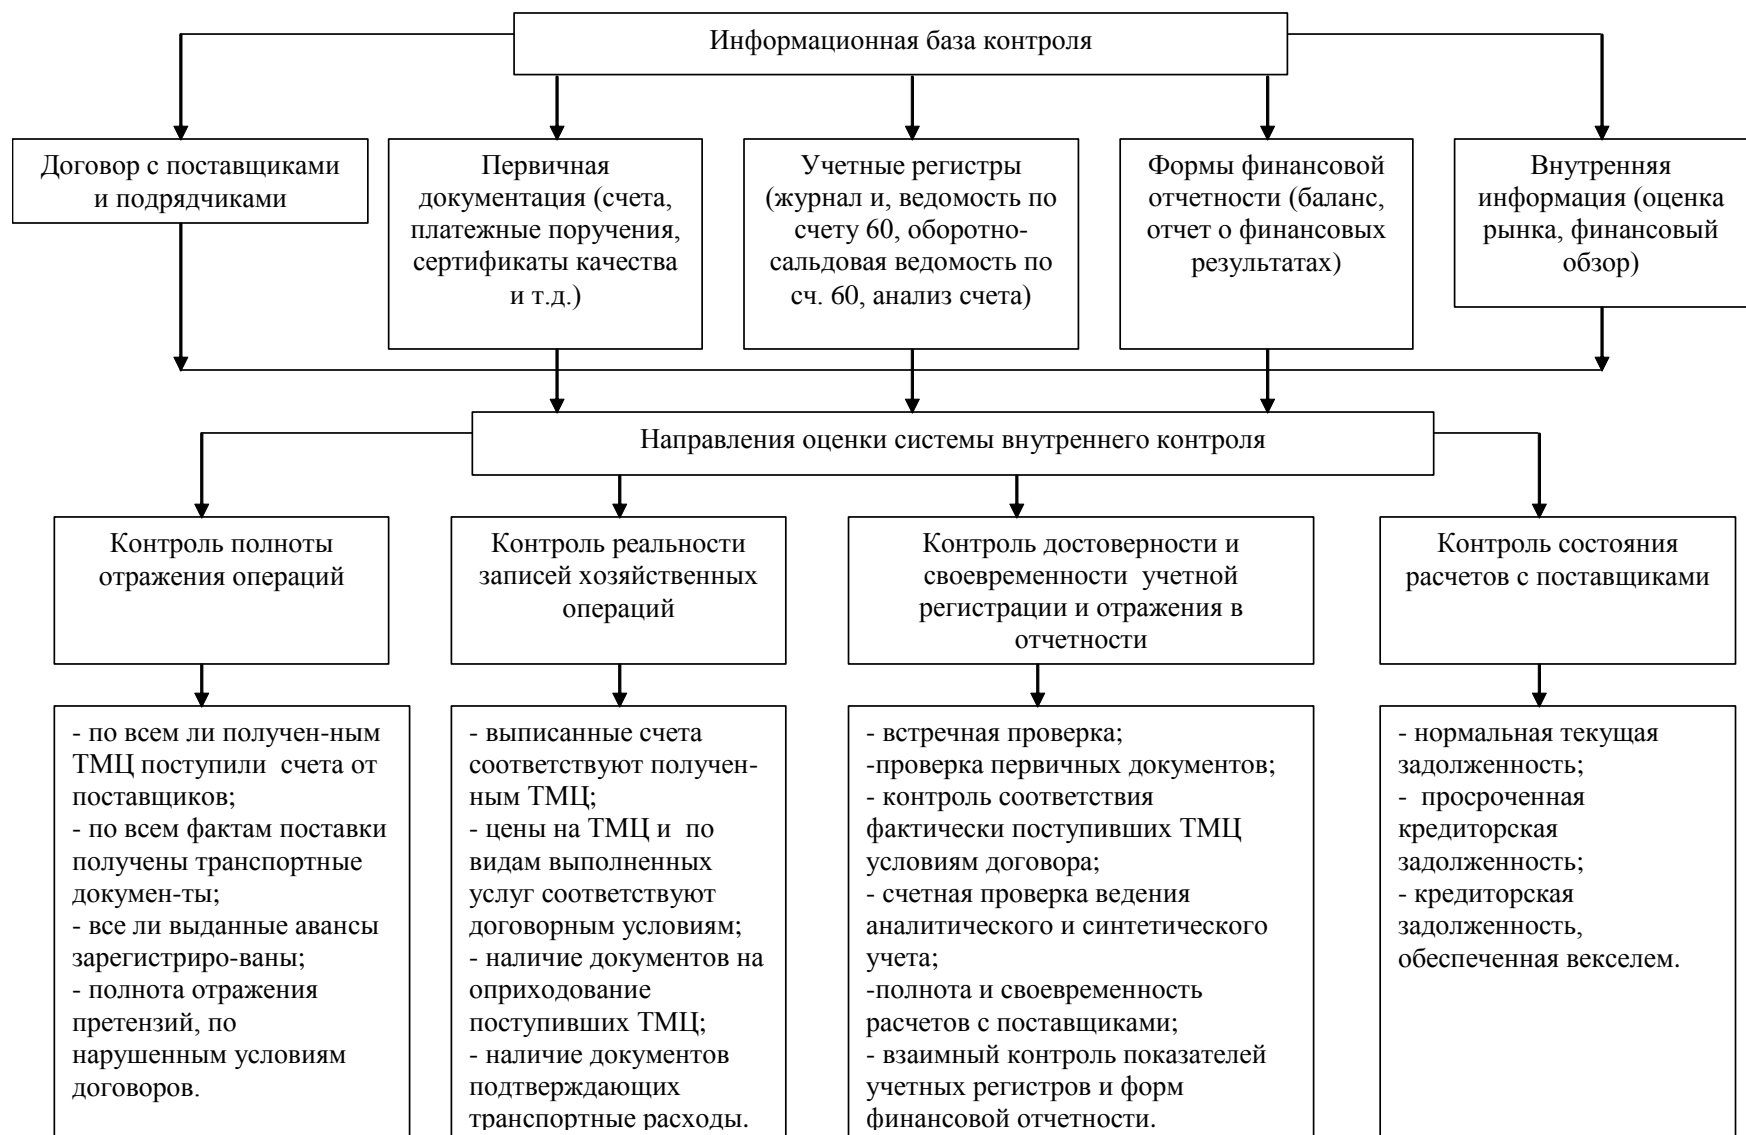 Информационная база контроля
Договор с поставщиками
и подрядчиками
Первичная
документация (счета,
платежные поручения,
сертификаты качества
и т.д.)
Учетные регистры
(журнал и, ведомость по
счету 60, оборотно-
сальдовая ведомость по
сч. 60, анализ счета)
Формы финансовой
отчетности (баланс,
отчет о финансовых
результатах)
Внутренняя
информация (оценка
рынка, финансовый
обзор)
Направления оценки системы внутреннего контроля
Контроль полноты
отражения операций
Контроль реальности
записей хозяйственных
операций
Контроль достоверности и
своевременности  учетной
регистрации и отражения в
отчетности
Контроль состояния
расчетов с поставщиками
- по всем ли получен-ным
ТМЦ поступили  счета от
поставщиков;
- по всем фактам поставки
получены транспортные
докумен-ты;
- все ли выданные авансы
зарегистриро-ваны;
- полнота отражения
претензий, по
нарушенным условиям
договоров.
- выписанные счета
соответствуют получен-
ным ТМЦ;
- цены на ТМЦ и  по
видам выполненных
услуг соответствуют
договорным условиям;
- наличие документов на
оприходование
поступивших ТМЦ;
- наличие документов
подтверждающих
транспортные расходы.
- встречная проверка;
-проверка первичных документов;
- контроль соответствия
фактически поступивших ТМЦ
условиям договора;
- счетная проверка ведения
аналитического и синтетического
учета;
-полнота и своевременность
расчетов с поставщиками;
- взаимный контроль показателей
учетных регистров и форм
финансовой отчетности.
- нормальная текущая
задолженность;
-  просроченная
кредиторская
задолженность;
- кредиторская
задолженность,
обеспеченная векселем.